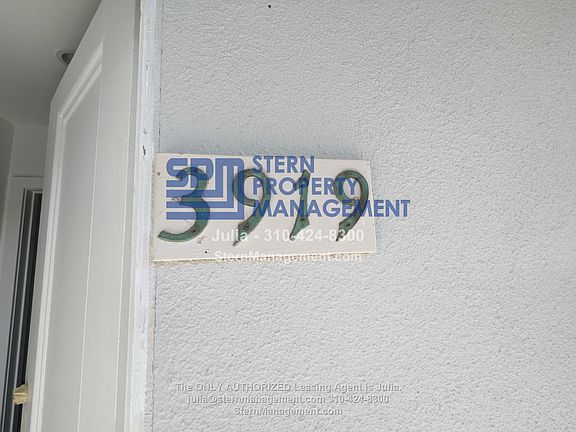 SPM STERN
PROPERTY
MANAGEMENT
3919
Julia - 310-424-8300
SternManagement.com
The ONLY AUTHORIZED Leasing Agent is Julia.
julia@sternmanagement.com 310-424-8300
SternManagement.com